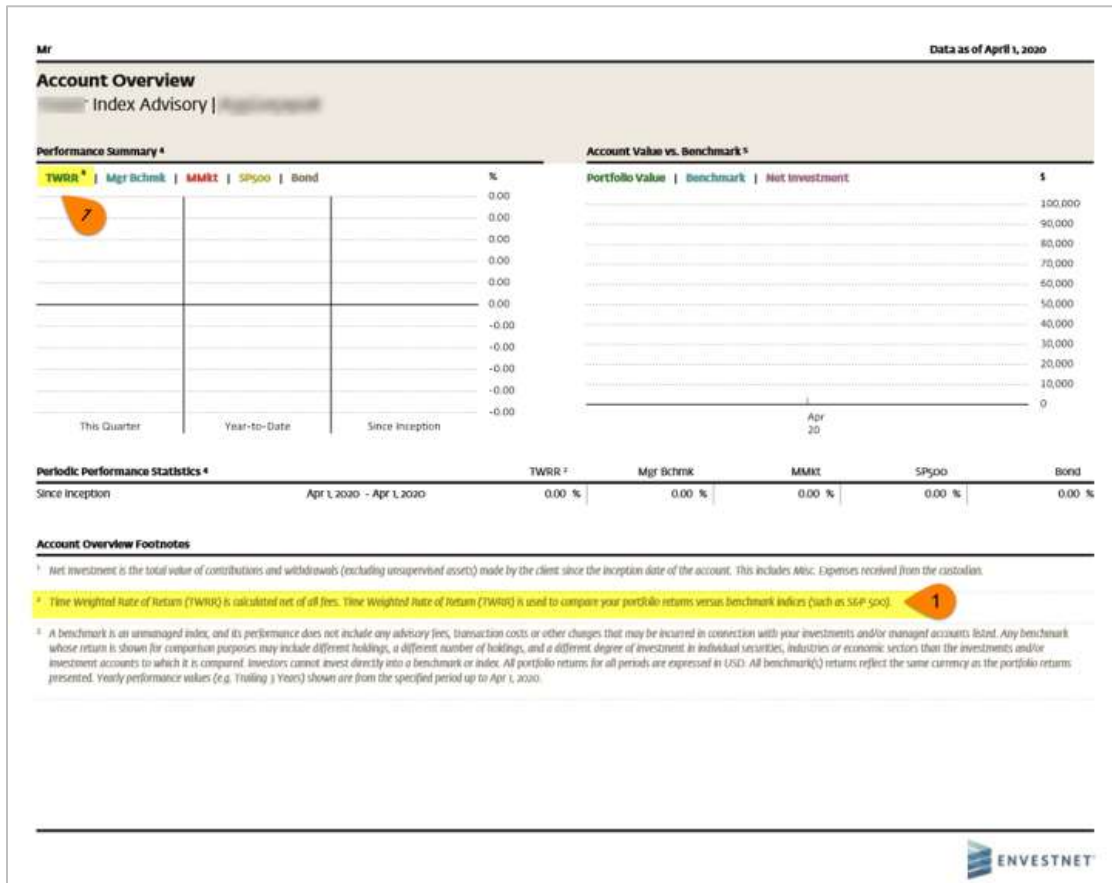 Mr
Data as of April 1, 2020
Account Overview
Index Advisory |
Performance Summary ⁴
TWRR ⁸ | Mgr Bchmk | MMkt | SP500 | Bond
%
0.00
0.00
0.00
0.00
0.00
0.00
-0.00
-0.00
-0.00
-0.00
-0.00
This Quarter
Year-to-Date
Since Inception
7
Account Value vs. Benchmark ⁵
Portfolio Value | Benchmark | Net Investment
$
100,000
90,000
80,000
70,000
60,000
50,000
40,000
30,000
20,000
10,000
0
Apr
20
Periodic Performance Statistics ⁴ TWRR ² Mgr Bchmk MMkt SP500 Bond
Since Inception Apr 1, 2020 - Apr 1, 2020 0.00 % 0.00 % 0.00 % 0.00 % 0.00 %
Account Overview Footnotes
¹ Net Investment is the total value of contributions and withdrawals (excluding unsupervised assets) made by the client since the inception date of the account. This includes Misc. Expenses received from the custodian.
² Time Weighted Rate of Return (TWRR) is calculated net of all fees. Time Weighted Rate of Return (TWRR) is used to compare your portfolio returns versus benchmark indices (such as S&P 500).
1
³ A benchmark is an unmanaged index, and its performance does not include any advisory fees, transaction costs or other charges that may be incurred in connection with your investments and/or managed accounts listed. Any benchmark
whose return is shown for comparison purposes may include different holdings, a different number of holdings, and a different degree of investment in individual securities, industries or economic sectors than the investments and/or
investment accounts to which it is compared. Investors cannot invest directly into a benchmark or index. All portfolio returns for all periods are expressed in USD. All benchmark(s) returns reflect the same currency as the portfolio returns
presented. Yearly performance values (e.g. Trailing 3 Years) shown are from the specified period up to Apr 1, 2020.
ENVESTNET